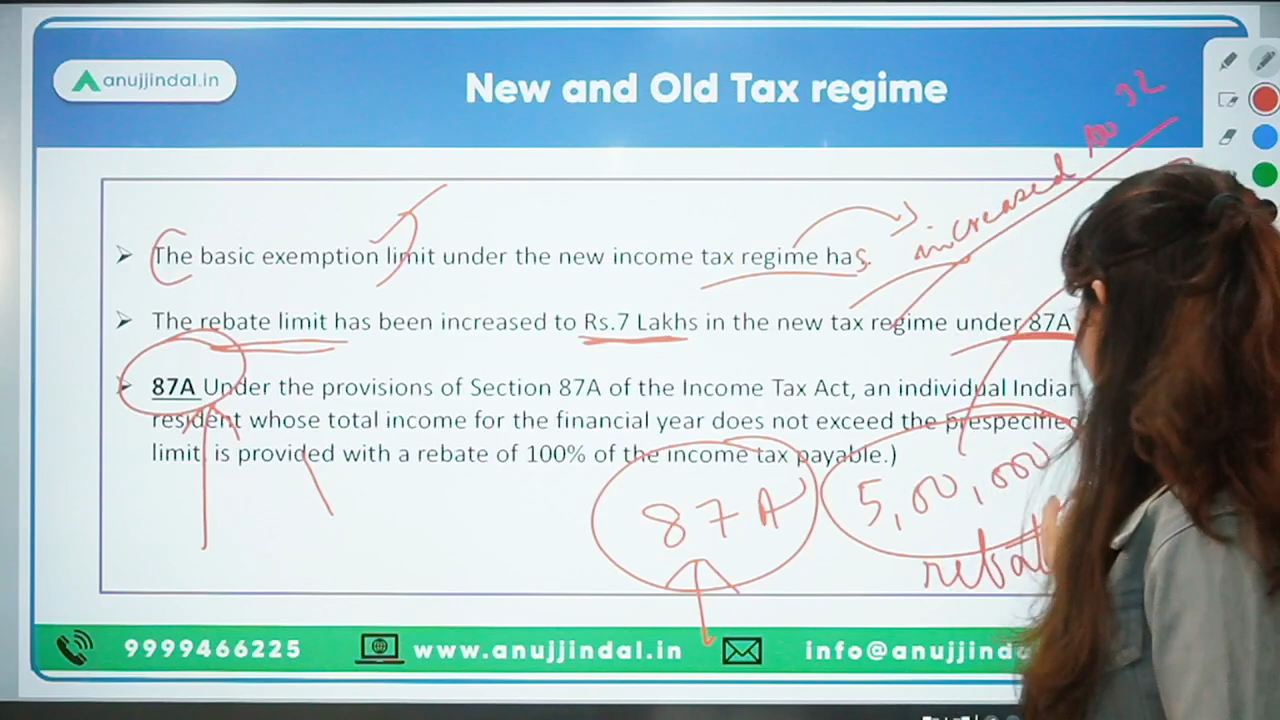 anujjindal.in
New and Old Tax regime
32
increased
➢ The basic exemption limit under the new income tax regime has.
➢ The rebate limit has been increased to Rs.7 Lakhs in the new tax regime under 87A
➢ 87A Under the provisions of Section 87A of the Income Tax Act, an individual Indian
resident whose total income for the financial year does not exceed the prespecified
limit, is provided with a rebate of 100% of the income tax payable.)
87A 5,00,000
9999466225 www.anujjindal.in info@anujjind